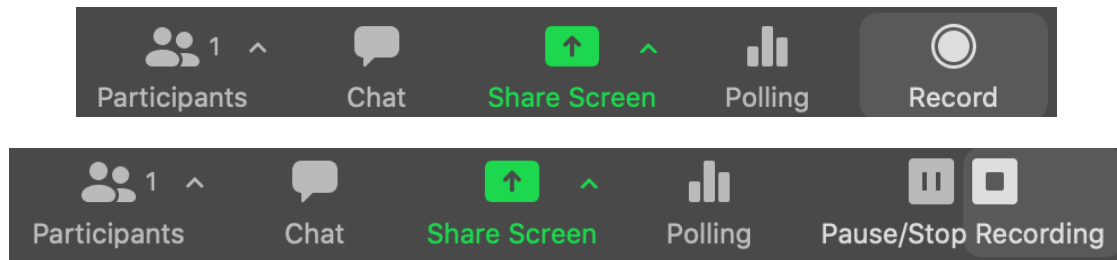 1
Participants Chat Share Screen Polling Record
1
Participants Chat Share Screen Polling Pause/Stop Recording